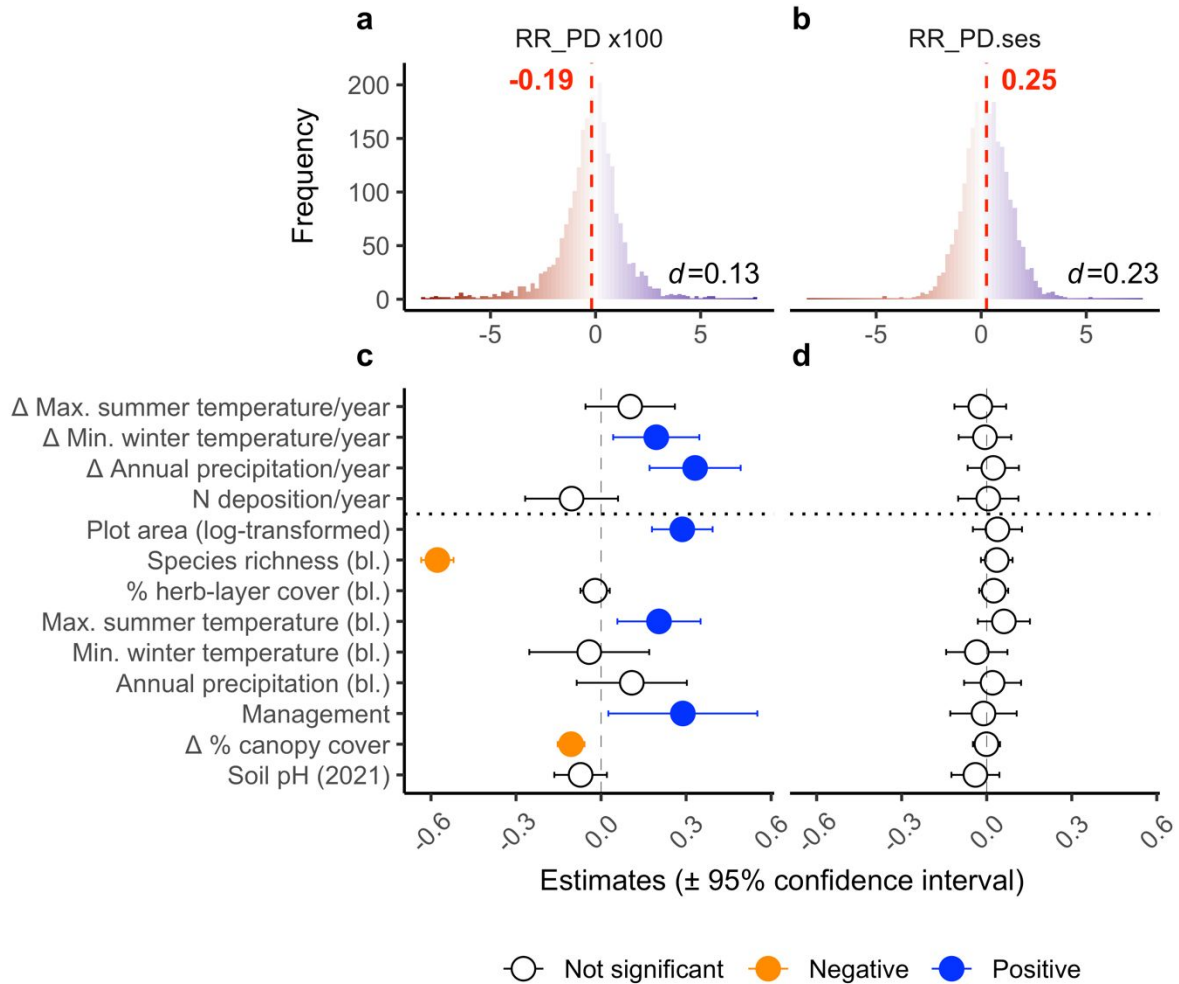 a
b
RR_PD x100
RR_PD.ses
-0.19
0.25
Frequency
200
150
100
50
0
d=0.13
d=0.23
-5
0
5
-5
0
5
c
d
Δ Max. summer temperature/year
Δ Min. winter temperature/year
Δ Annual precipitation/year
N deposition/year
Plot area (log-transformed)
Species richness (bl.)
% herb-layer cover (bl.)
Max. summer temperature (bl.)
Min. winter temperature (bl.)
Annual precipitation (bl.)
Management
Δ % canopy cover
Soil pH (2021)
-0.6
-0.3
0.0
0.3
0.6
-0.6
-0.3
0.0
0.3
0.6
Estimates (± 95% confidence interval)
Not significant
Negative
Positive